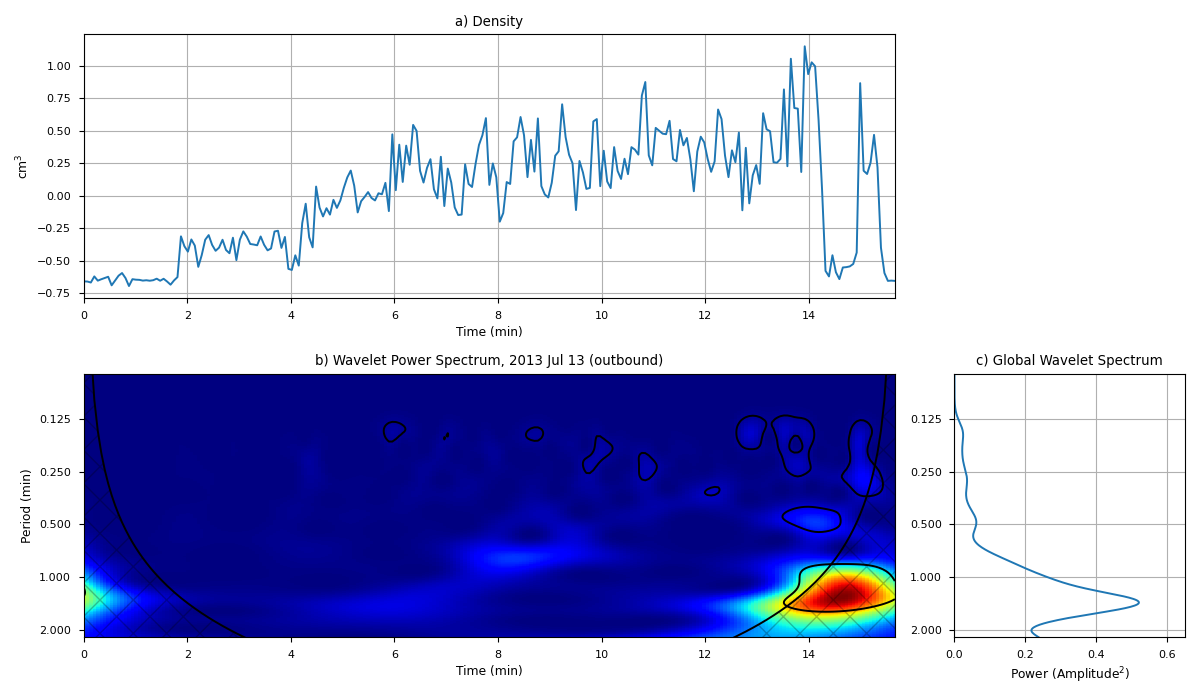 a) Density
cm³
1.00
0.75
0.50
0.25
0.00
−0.25
−0.50
−0.75
0 2 4 6 8 10 12 14
Time (min)
b) Wavelet Power Spectrum, 2013 Jul 13 (outbound)
Period (min)
0.125
0.250
0.500
1.000
2.000
0 2 4 6 8 10 12 14
Time (min)
c) Global Wavelet Spectrum
0.125
0.250
0.500
1.000
2.000
0.0 0.2 0.4 0.6
Power (Amplitude²)